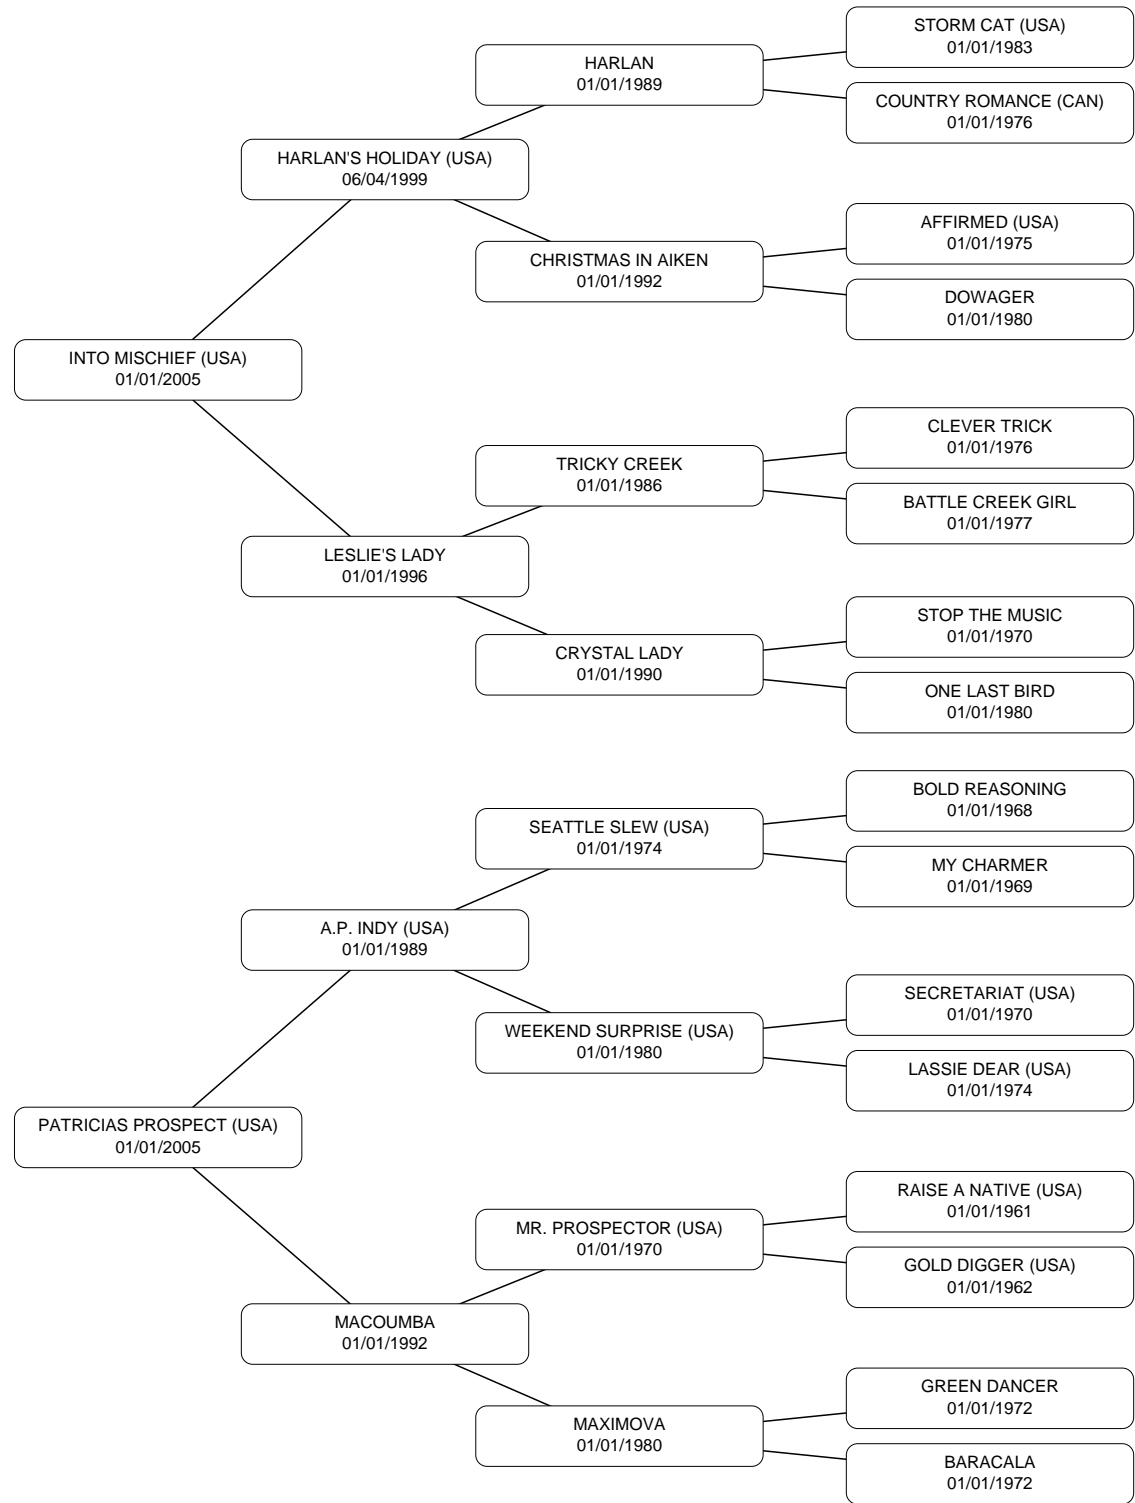 STORM CAT (USA)
01/01/1983
HARLAN
01/01/1989
COUNTRY ROMANCE (CAN)
01/01/1976
HARLAN'S HOLIDAY (USA)
06/04/1999
AFFIRMED (USA)
01/01/1975
CHRISTMAS IN AIKEN
01/01/1992
DOWAGER
01/01/1980
INTO MISCHIEF (USA)
01/01/2005
CLEVER TRICK
01/01/1976
TRICKY CREEK
01/01/1986
BATTLE CREEK GIRL
01/01/1977
LESLIE'S LADY
01/01/1996
STOP THE MUSIC
01/01/1970
CRYSTAL LADY
01/01/1990
ONE LAST BIRD
01/01/1980
BOLD REASONING
01/01/1968
SEATTLE SLEW (USA)
01/01/1974
MY CHARMER
01/01/1969
A.P. INDY (USA)
01/01/1989
SECRETARIAT (USA)
01/01/1970
WEEKEND SURPRISE (USA)
01/01/1980
LASSIE DEAR (USA)
01/01/1974
PATRICIAS PROSPECT (USA)
01/01/2005
RAISE A NATIVE (USA)
01/01/1961
MR. PROSPECTOR (USA)
01/01/1970
GOLD DIGGER (USA)
01/01/1962
MACOUMBA
01/01/1992
GREEN DANCER
01/01/1972
MAXIMOVA
01/01/1980
BARACALA
01/01/1972